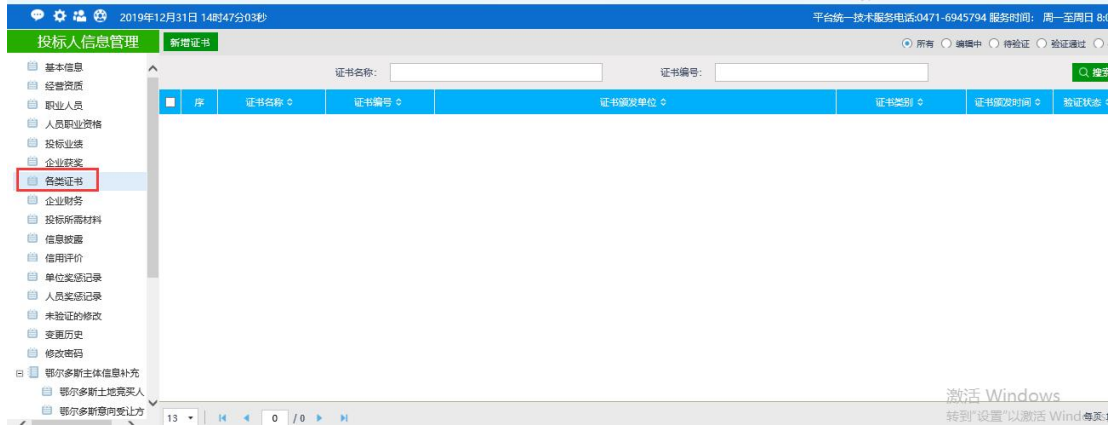 2019年12月31日 14时47分03秒 平台统一技术服务电话:0471-6945794 服务时间: 周一至周日 8:0
投标人信息管理 新增证书 所有 编辑中 待验证 验证通过
基本信息
证书名称: 证书编号: 搜索
经营资质
序 证书名称 证书编号 证书颁发单位 证书类别 证书颁发时间 验证状态
职业人员
人员职业资格
投标业绩
企业获奖
各类证书
企业财务
投标所需材料
信息披露
信用评价
单位奖惩记录
人员奖惩记录
未验证的修改
变更历史
修改密码
鄂尔多斯主体信息补充
鄂尔多斯土地竞买人
鄂尔多斯意向受让方
激活 Windows
转到"设置"以激活 Wind
13 0 / 0 每页